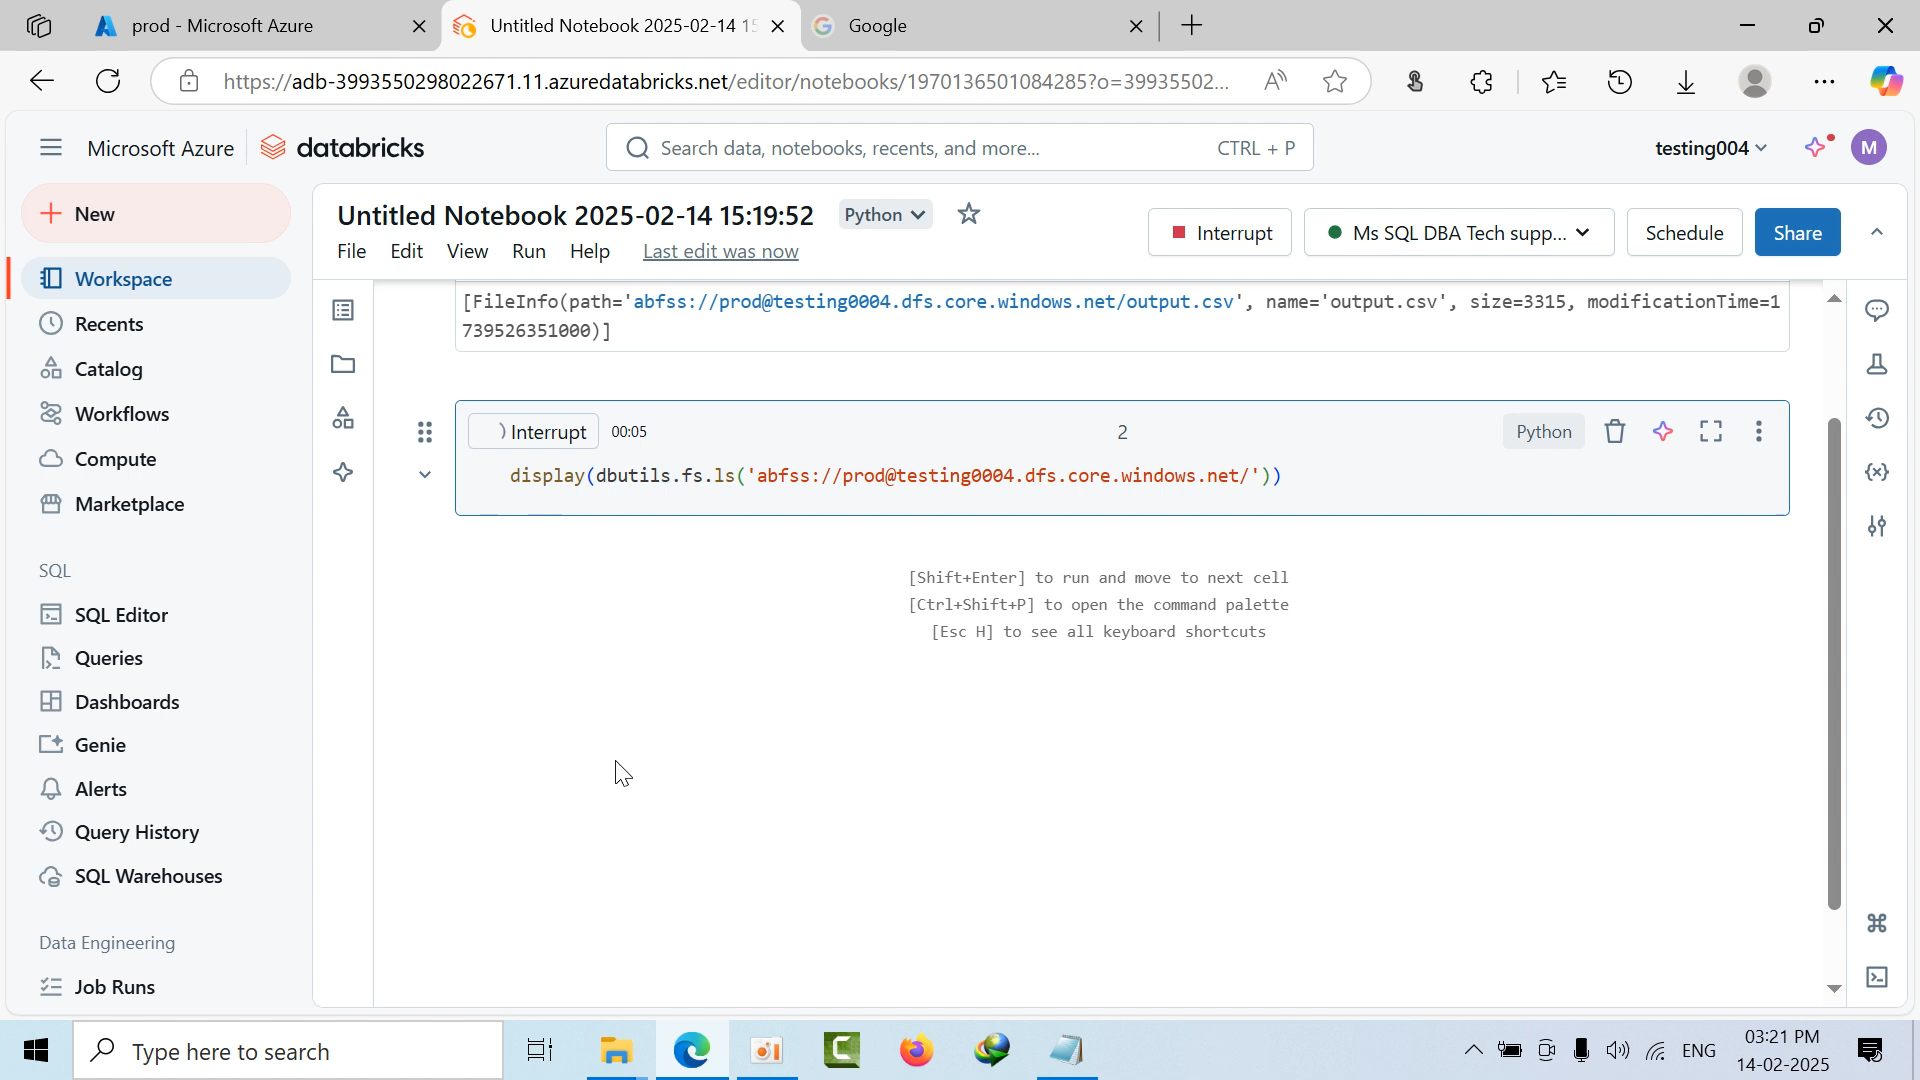 prod - Microsoft Azure
Untitled Notebook 2025-02-14 15
Google
https://adb-3993550298022671.11.azuredatabricks.net/editor/notebooks/1970136501084285?o=39935502...
Microsoft Azure
databricks
Search data, notebooks, recents, and more...
CTRL + P
testing004
M
New
Workspace
Recents
Catalog
Workflows
Compute
Marketplace
SQL
SQL Editor
Queries
Dashboards
Genie
Alerts
Query History
SQL Warehouses
Data Engineering
Job Runs
Untitled Notebook 2025-02-14 15:19:52
Python
File Edit View Run Help Last edit was now
Interrupt
Ms SQL DBA Tech supp...
Schedule
Share
[FileInfo(path='abfss://prod@testing0004.dfs.core.windows.net/output.csv', name='output.csv', size=3315, modificationTime=1
739526351000)]
Interrupt
00:05
2
Python
display(dbutils.fs.ls('abfss://prod@testing0004.dfs.core.windows.net/'))
[Shift+Enter] to run and move to next cell
[Ctrl+Shift+P] to open the command palette
[Esc H] to see all keyboard shortcuts
Type here to search
ENG
03:21 PM
14-02-2025